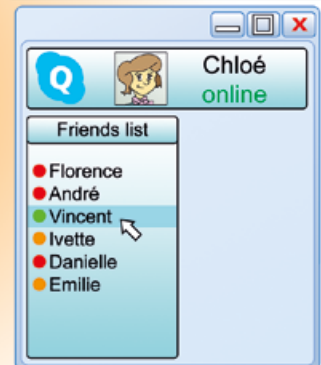 Q
Chloé
online
Friends list
Florence
André
Vincent
Ivette
Danielle
Emilie